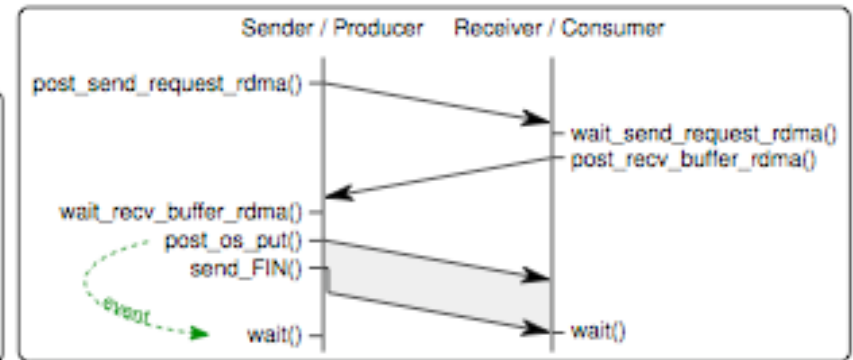 Sender / Producer Receiver / Consumer
post_send_request_rdma()
wait_send_request_rdma()
post_recv_buffer_rdma()
wait_recv_buffer_rdma()
post_os_put()
send_FIN()
event
wait() wait()